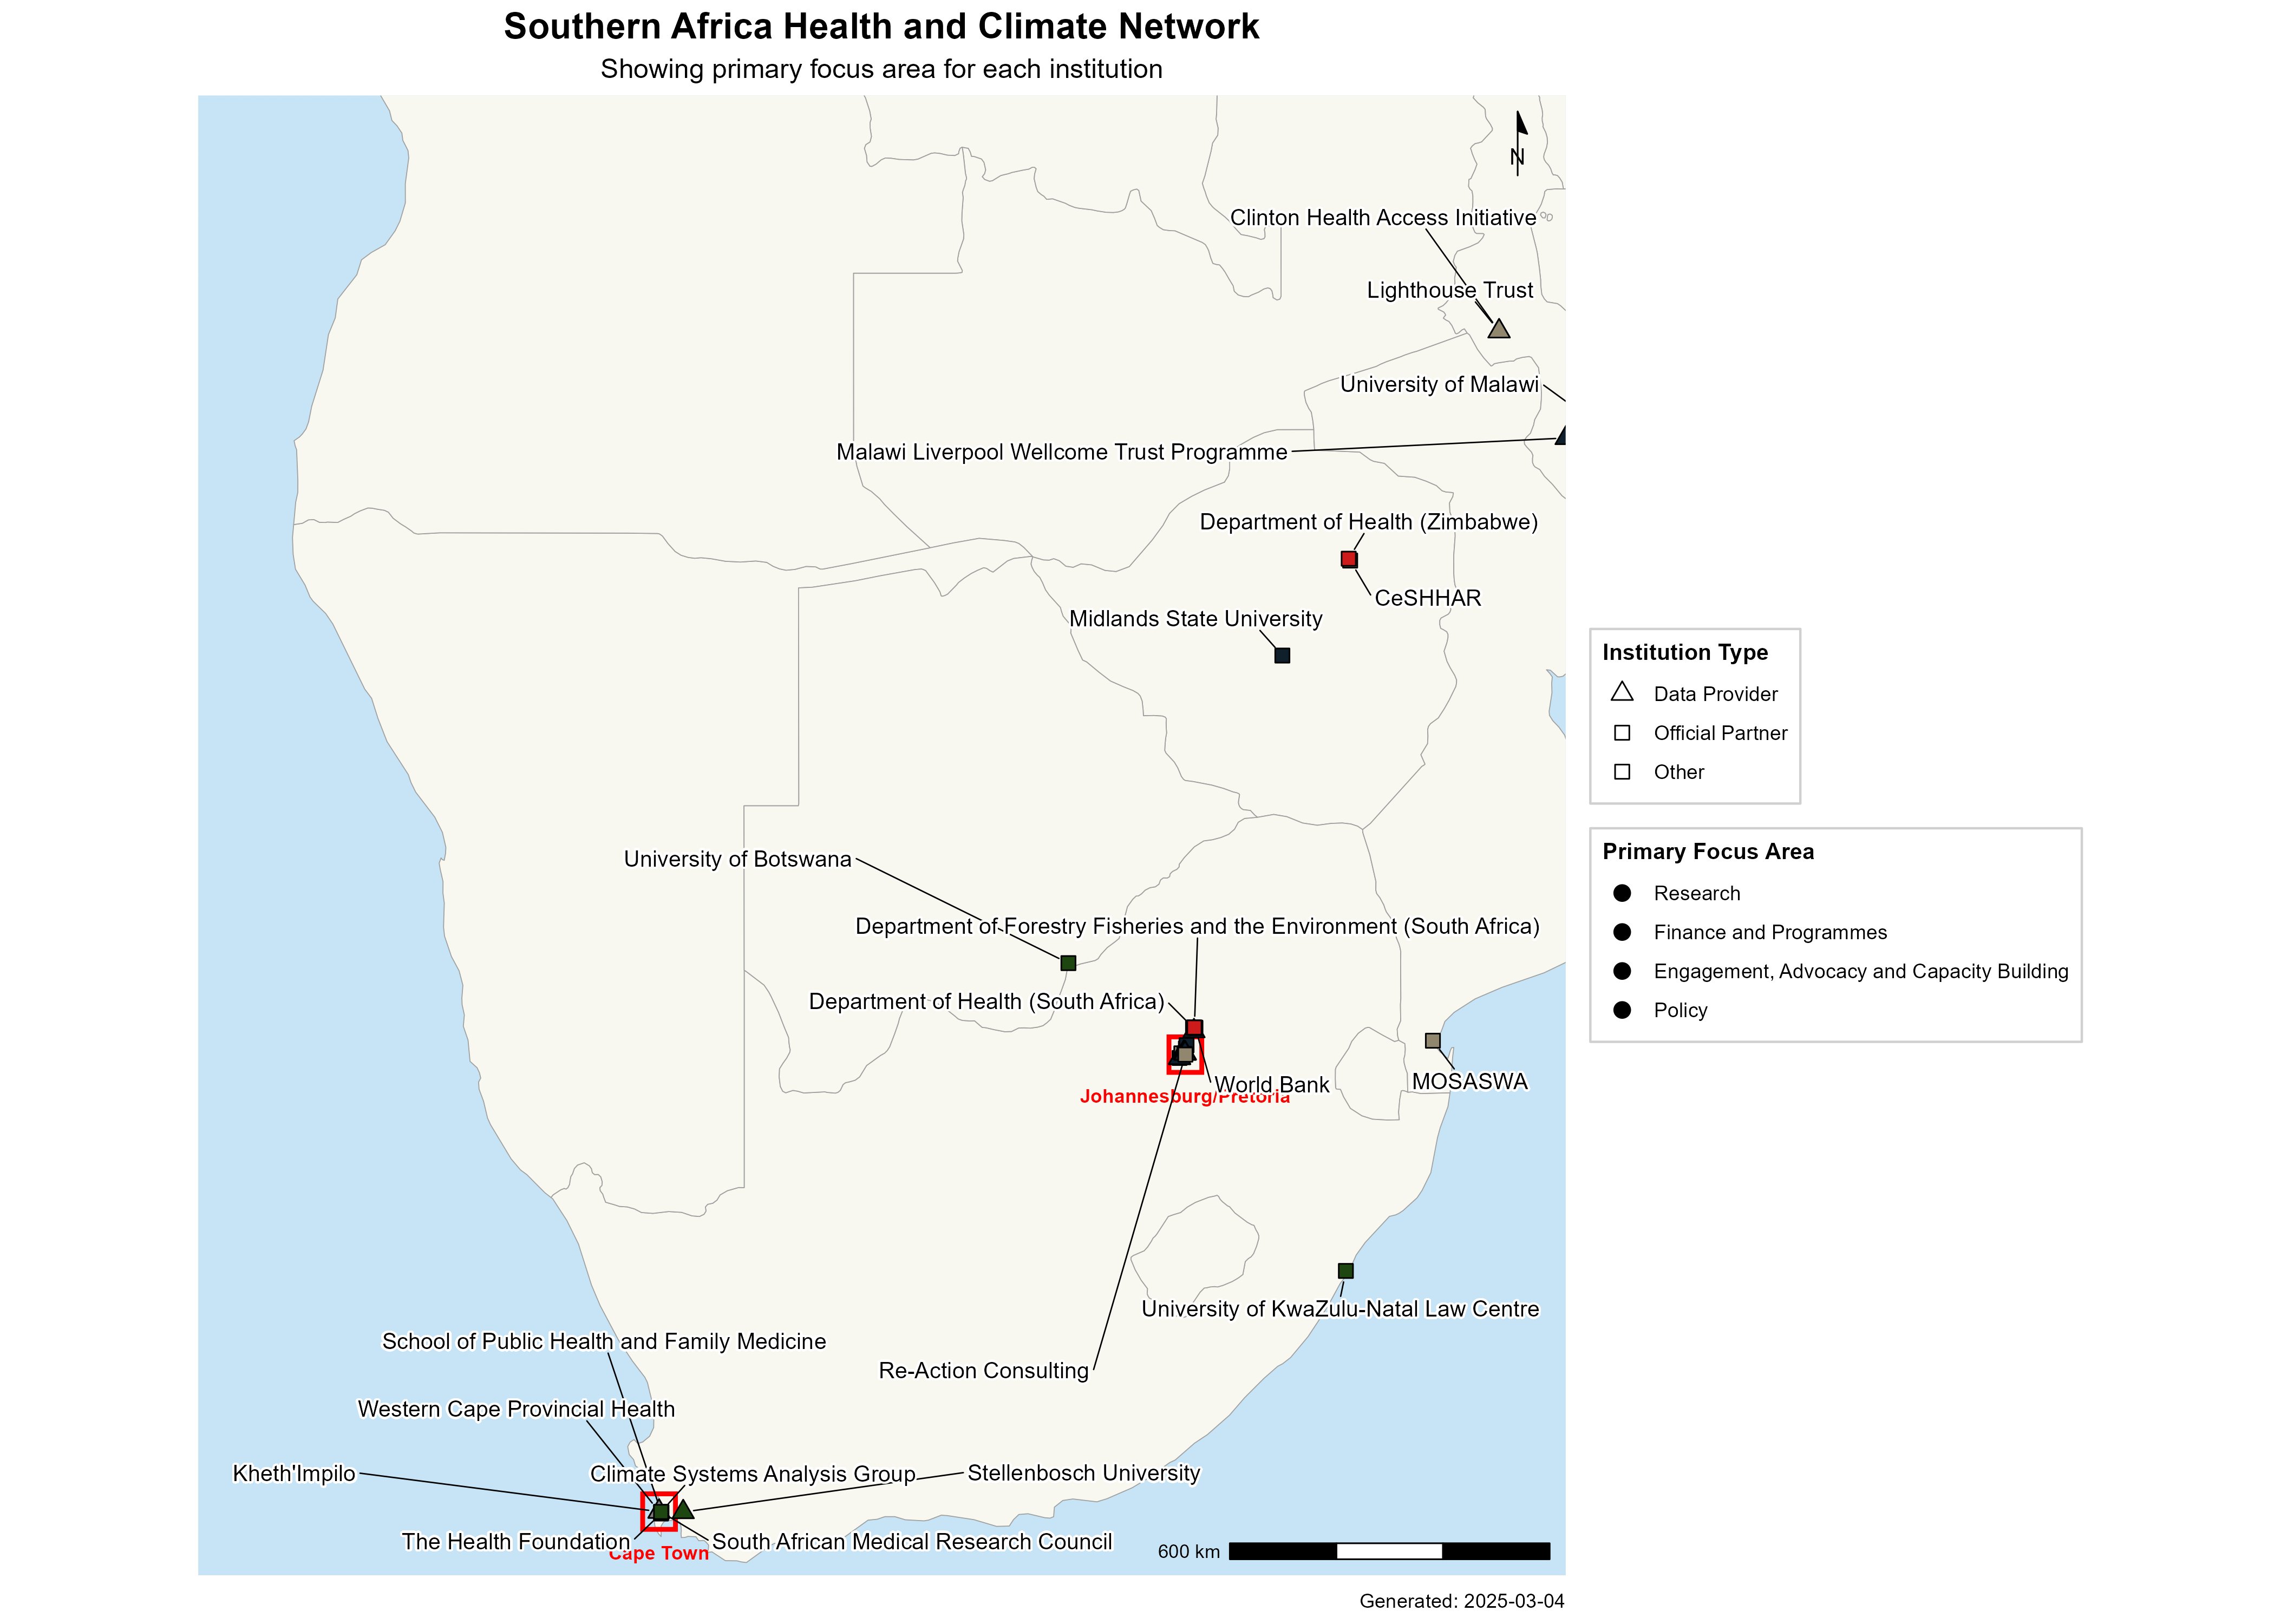 Southern Africa Health and Climate Network
Showing primary focus area for each institution
N
Clinton Health Access Initiative
Lighthouse Trust
University of Malawi
Malawi Liverpool Wellcome Trust Programme
Department of Health (Zimbabwe)
CeSHHAR
Midlands State University
University of Botswana
Department of Forestry Fisheries and the Environment (South Africa)
Department of Health (South Africa)
World Bank
Johannesburg/Pretoria
MOSASWA
University of KwaZulu-Natal Law Centre
School of Public Health and Family Medicine
Re-Action Consulting
Western Cape Provincial Health
Kheth'Impilo
Climate Systems Analysis Group
Stellenbosch University
The Health Foundation
South African Medical Research Council
Cape Town
600 km
Institution Type
Data Provider
Official Partner
Other
Primary Focus Area
Research
Finance and Programmes
Engagement, Advocacy and Capacity Building
Policy
Generated: 2025-03-04